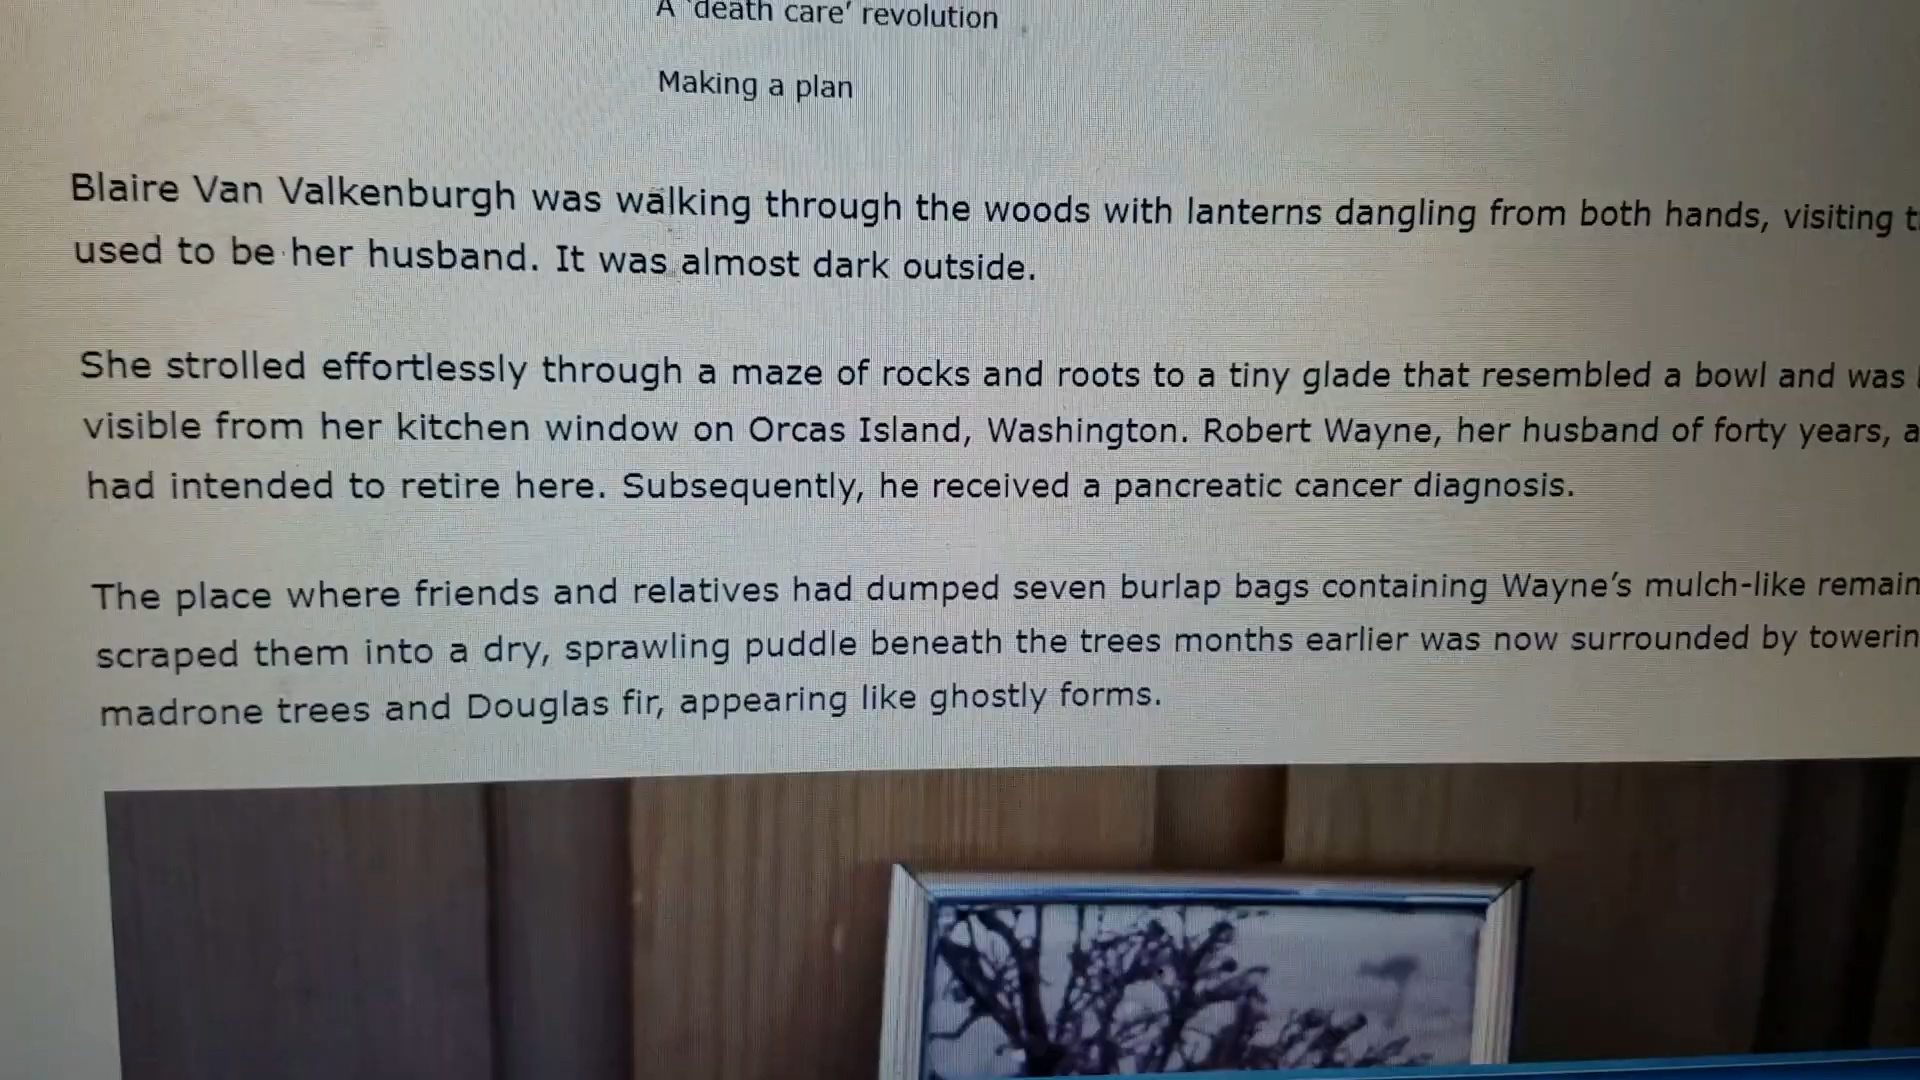 A 'death care' revolution
Making a plan
Blaire Van Valkenburgh was walking through the woods with lanterns dangling from both hands, visiting
used to be her husband. It was almost dark outside.
She strolled effortlessly through a maze of rocks and roots to a tiny glade that resembled a bowl and was
visible from her kitchen window on Orcas Island, Washington. Robert Wayne, her husband of forty years,
had intended to retire here. Subsequently, he received a pancreatic cancer diagnosis.
The place where friends and relatives had dumped seven burlap bags containing Wayne's mulch-like remain
scraped them into a dry, sprawling puddle beneath the trees months earlier was now surrounded by towerin
madrone trees and Douglas fir, appearing like ghostly forms.